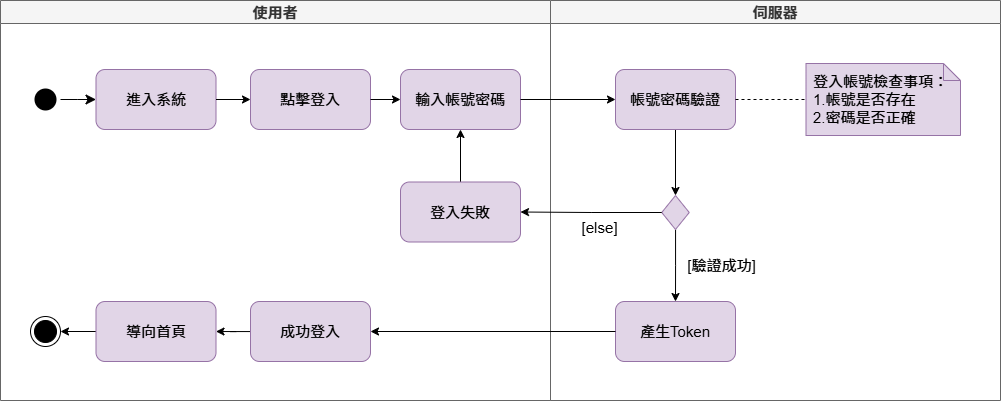 使用者
伺服器
進入系統
點擊登入
輸入帳號密碼
帳號密碼驗證
登入帳號檢查事項：
1.帳號是否存在
2.密碼是否正確
登入失敗
[else]
[驗證成功]
導向首頁
成功登入
產生Token